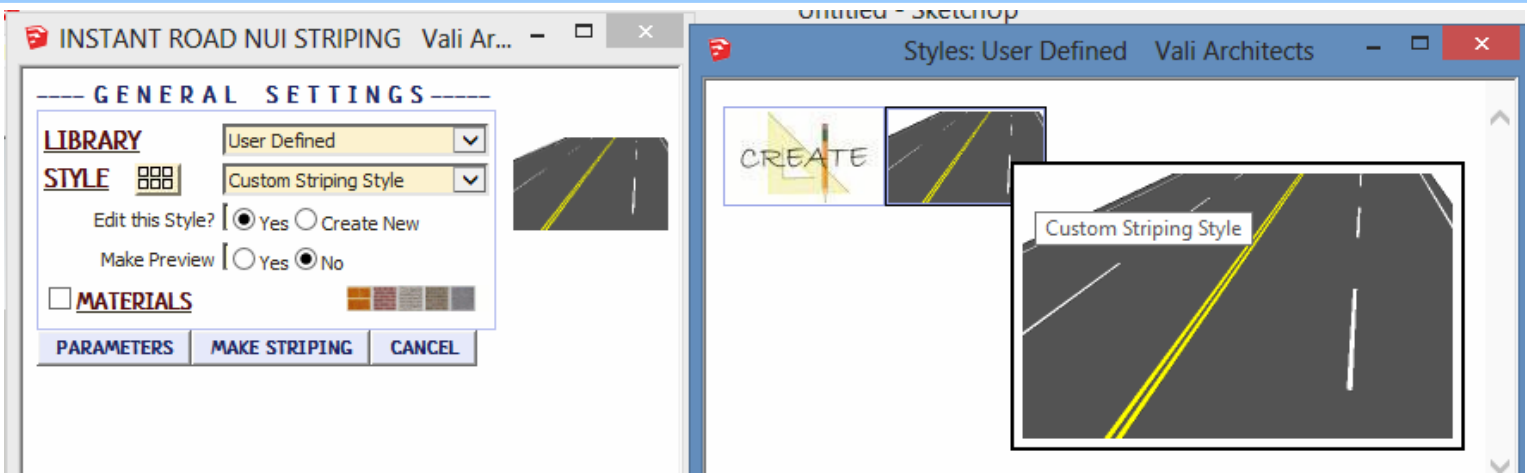 Untitled - SketchUp
INSTANT ROAD NUI STRIPING Vali Ar...
---- GENERAL SETTINGS-----
LIBRARY User Defined
STYLE Custom Striping Style
Edit this Style? Yes Create New
Make Preview Yes No
MATERIALS
PARAMETERS MAKE STRIPING CANCEL
Styles: User Defined Vali Architects
CREATE
Custom Striping Style